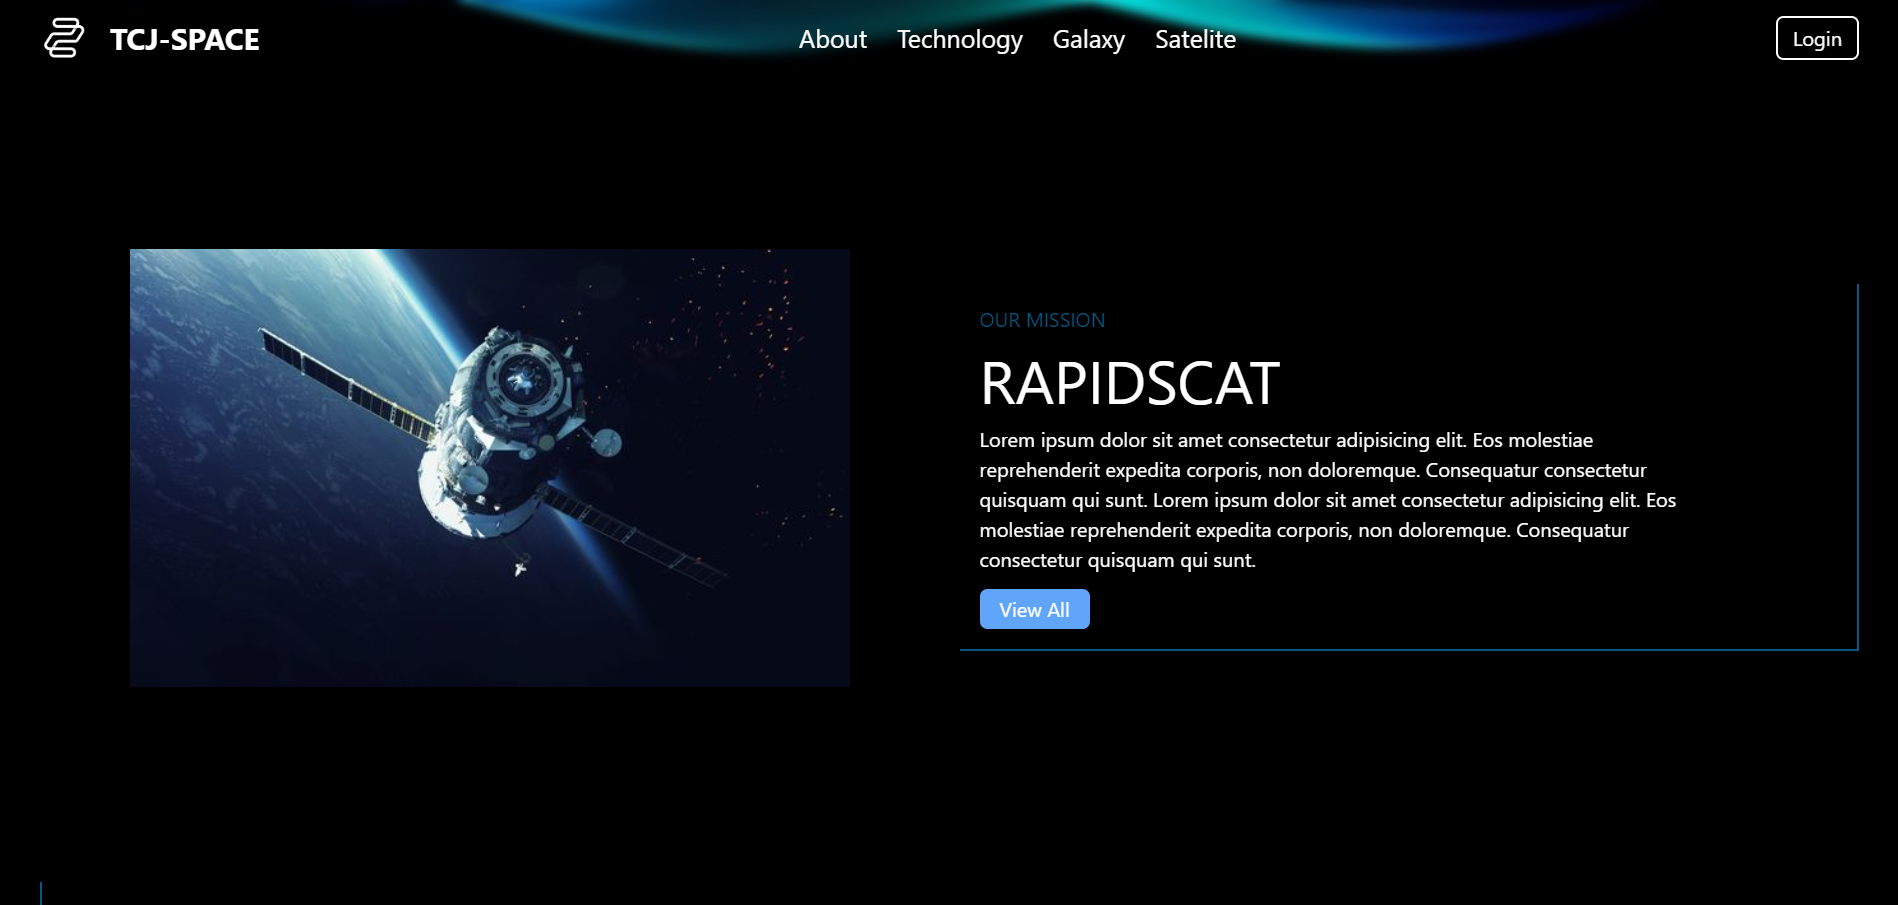 TCJ-SPACE
About Technology Galaxy Satelite
Login
OUR MISSION
RAPIDSCAT
Lorem ipsum dolor sit amet consectetur adipisicing elit. Eos molestiae
reprehenderit expedita corporis, non doloremque. Consequatur consectetur
quisquam qui sunt. Lorem ipsum dolor sit amet consectetur adipisicing elit. Eos
molestiae reprehenderit expedita corporis, non doloremque. Consequatur
consectetur quisquam qui sunt.
View All